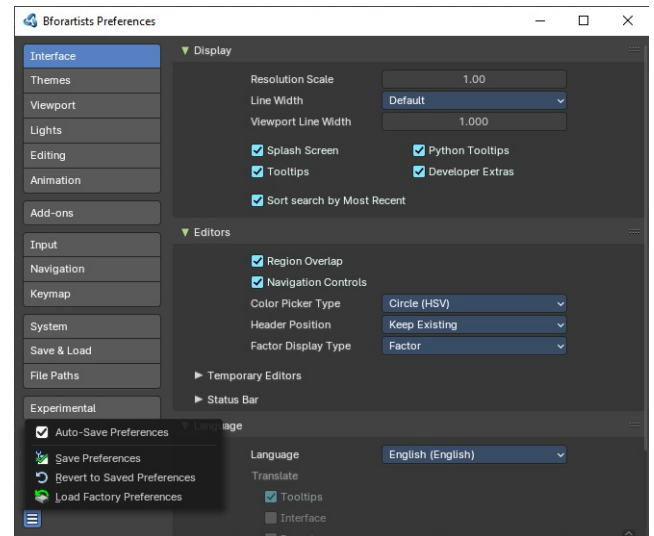 Bforartists Preferences
Interface
Themes
Viewport
Lights
Editing
Animation
Add-ons
Input
Navigation
Keymap
System
Save & Load
File Paths
Experimental
Auto-Save Preferences
Save Preferences
Revert to Saved Preferences
Load Factory Preferences
Display
Resolution Scale 1.00
Line Width Default
Viewport Line Width 1.000
Splash Screen Python Tooltips
Tooltips Developer Extras
Sort search by Most Recent
Editors
Region Overlap
Navigation Controls
Color Picker Type Circle (HSV)
Header Position Keep Existing
Factor Display Type Factor
Temporary Editors
Status Bar
Language
Language English (English)
Translate
Tooltips
Interface